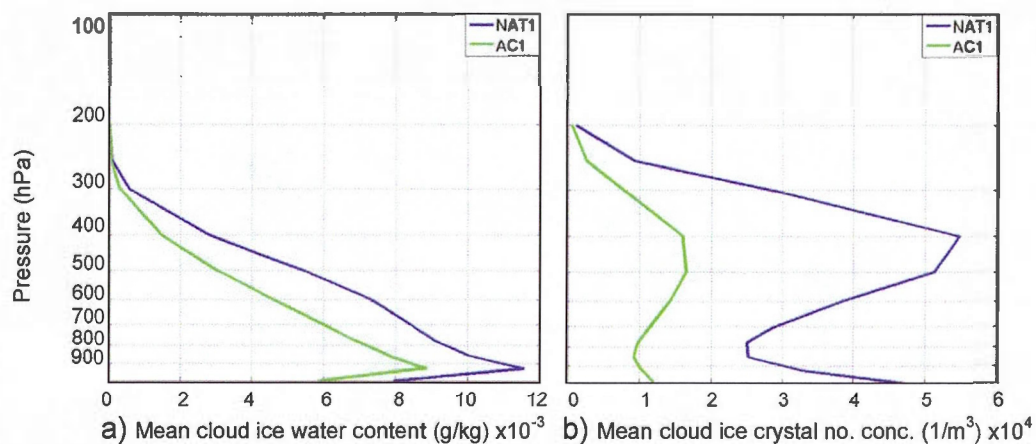 NAT1
AC1
NAT1
AC1
100
200
300
400
500
600
700
800
900
Pressure (hPa)
0 2 4 6 8 10 12
0 1 2 3 4 5 6
a) Mean cloud ice water content (g/kg) x10-3
b) Mean cloud ice crystal no. conc. (1/m3) x104